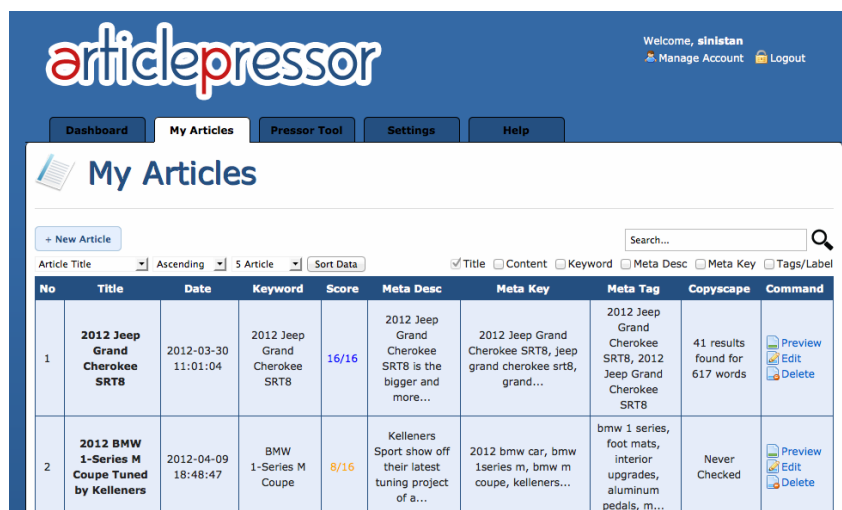 articlepressor
Welcome, sinistan
Manage Account Logout
Dashboard My Articles Pressor Tool Settings Help
My Articles
+ New Article
Search...
Article Title Ascending 5 Article Sort Data Title Content Keyword Meta Desc Meta Key Tags/Label
No Title Date Keyword Score Meta Desc Meta Key Meta Tag Copyscape Command
1
2012 Jeep
Grand
Cherokee
SRT8
2012-03-30
11:01:04
2012 Jeep
Grand
Cherokee
SRT8
16/16
2012 Jeep
Grand
Cherokee
SRT8 is the
bigger and
more...
2012 Jeep Grand
Cherokee SRT8, jeep
grand cherokee srt8,
grand...
2012 Jeep
Grand
Cherokee
SRT8, 2012
Jeep Grand
Cherokee
SRT8
41 results
found for
617 words
Preview
Edit
Delete
2
2012 BMW
1-Series M
Coupe Tuned
by Kelleners
2012-04-09
18:48:47
BMW
1-Series M
Coupe
8/16
Kelleners
Sport show off
their latest
tuning project
of a...
2012 bmw car, bmw
1series m, bmw m
coupe, kelleners...
bmw 1 series,
foot mats,
interior
upgrades,
aluminum
pedals, m...
Never
Checked
Preview
Edit
Delete